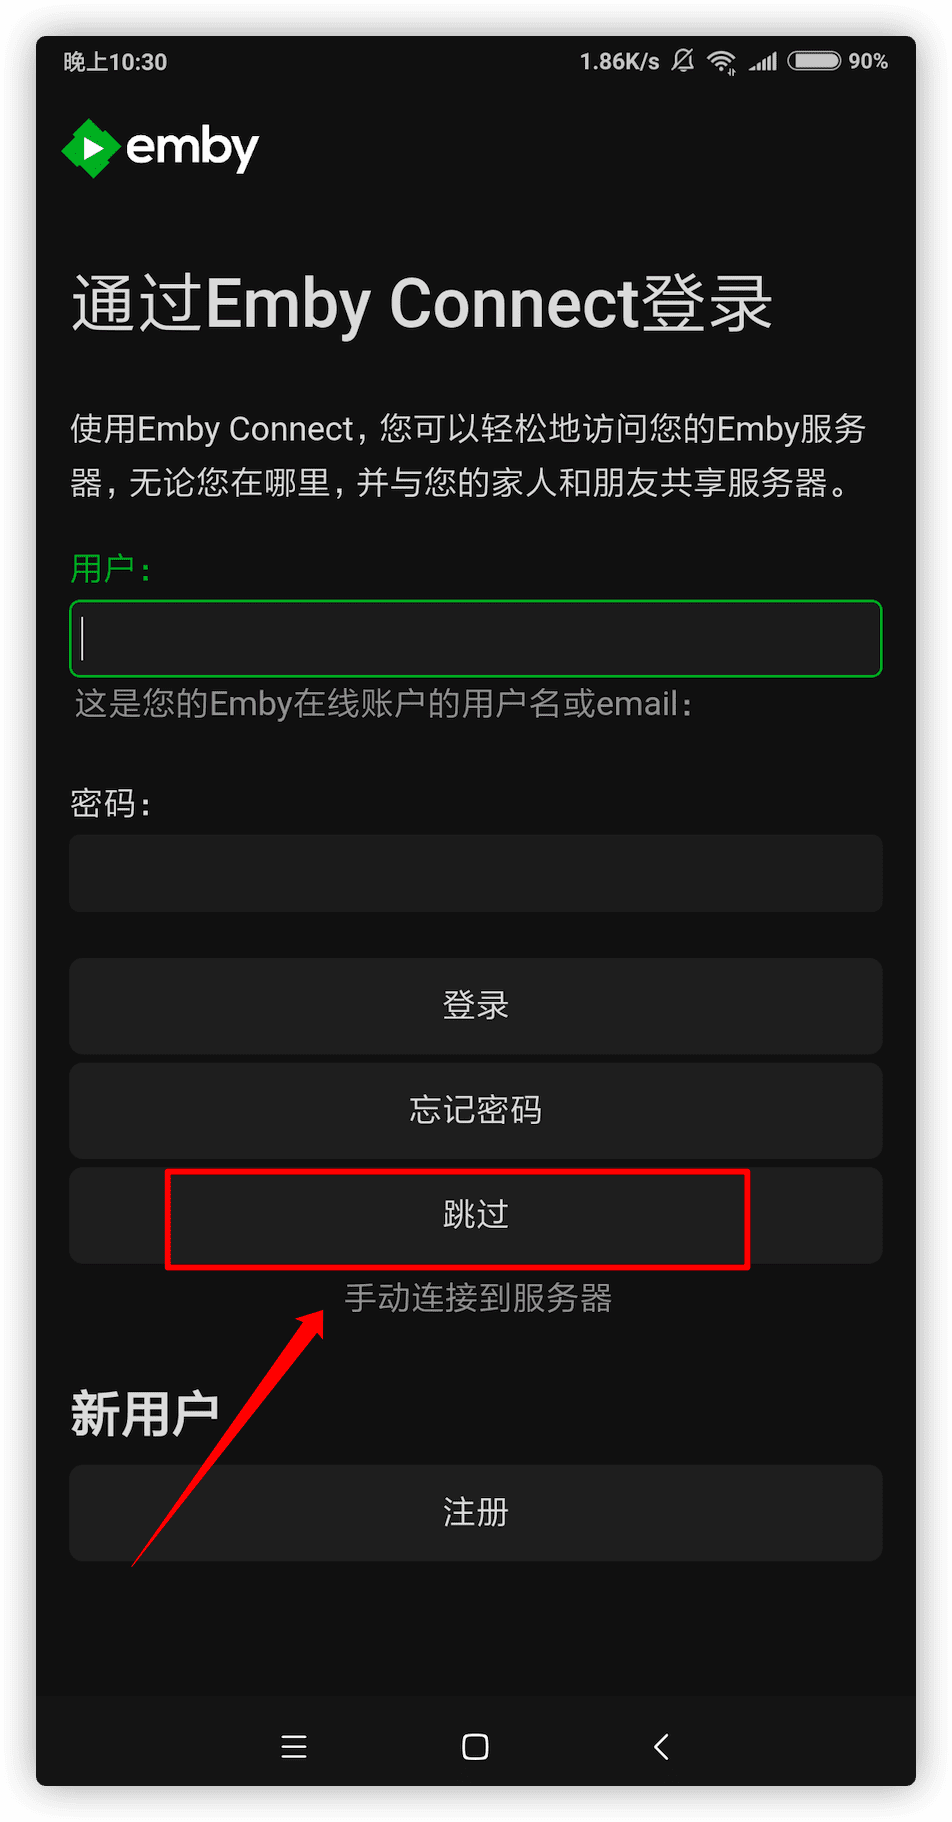 晚上10:30 1.86K/s 90%
emby
通过Emby Connect登录
使用Emby Connect，您可以轻松地访问您的Emby服务
器，无论您在哪里，并与您的家人和朋友共享服务器。
用户：
这是您的Emby在线账户的用户名或email：
密码：
登录
忘记密码
跳过
手动连接到服务器
新用户
注册